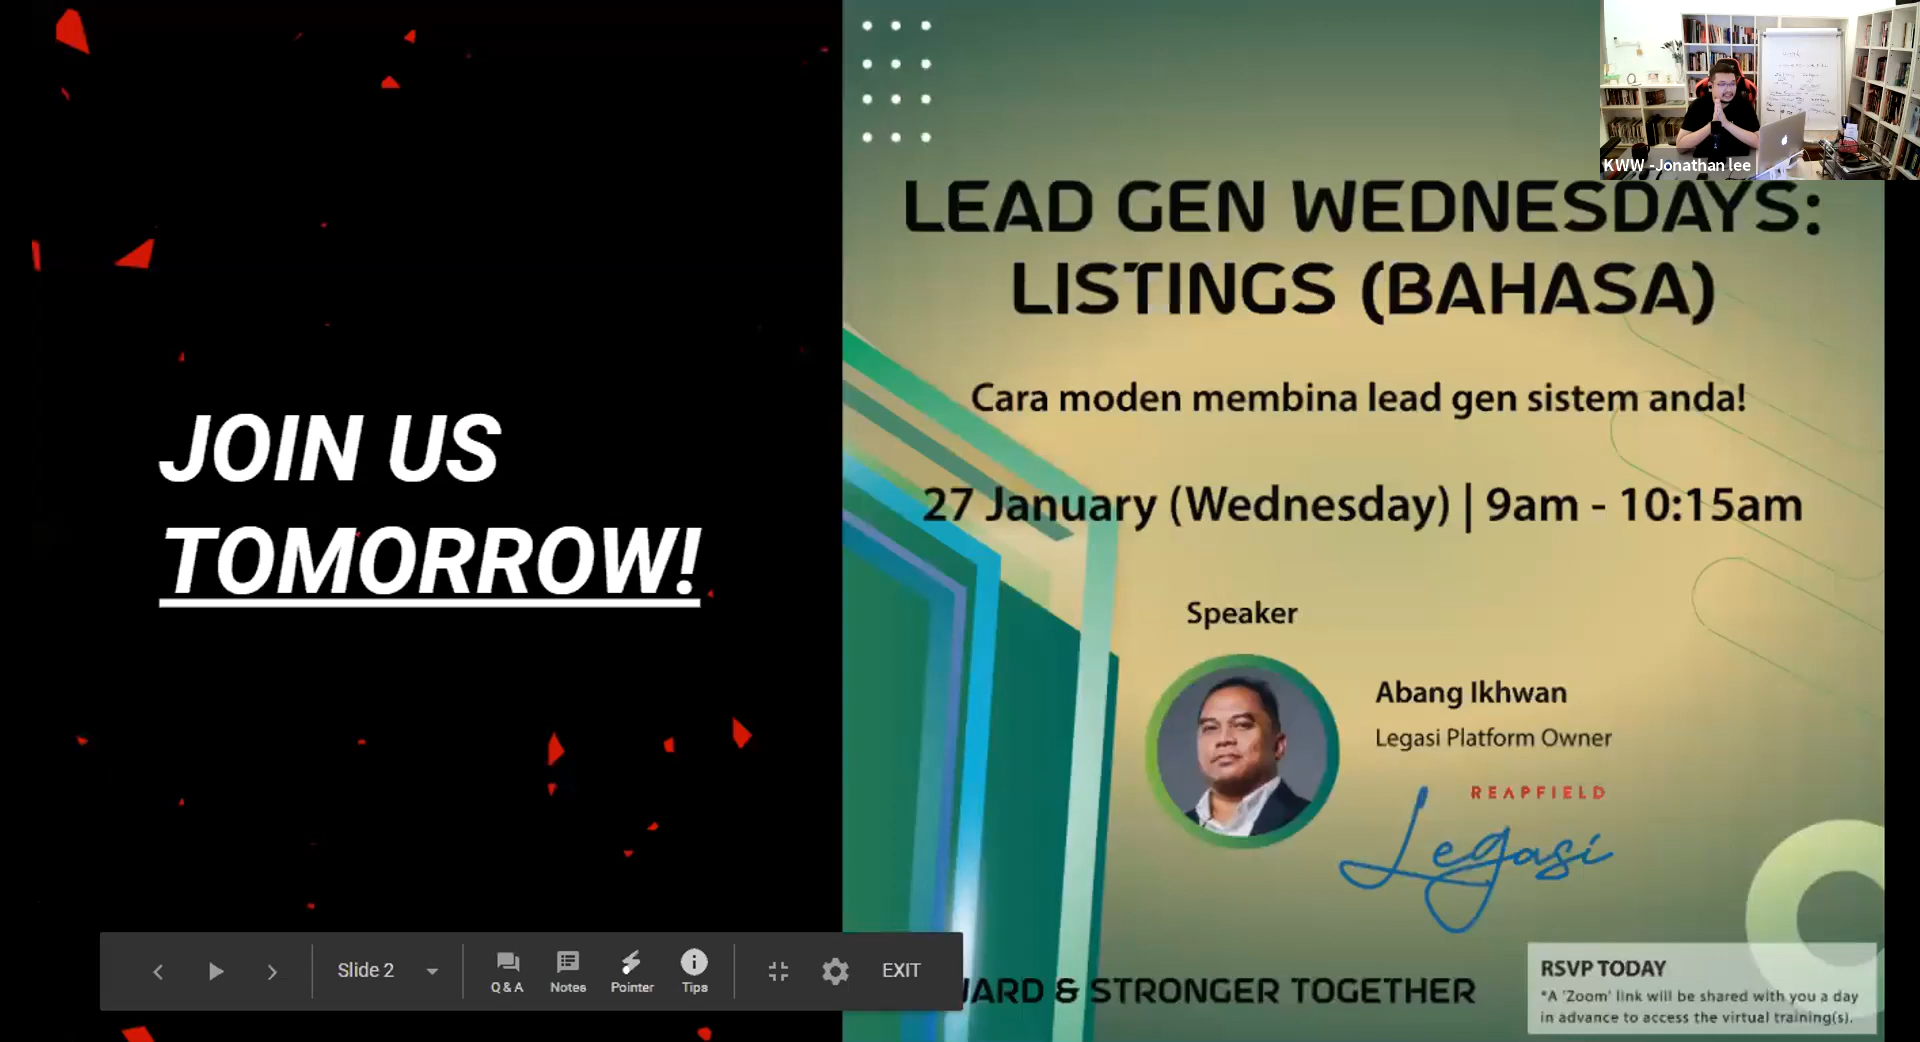 JOIN US
TOMORROW!
LEAD GEN WEDNESDAYS:
LISTINGS (BAHASA)
Cara moden membina lead gen sistem anda!
27 January (Wednesday) | 9am - 10:15am
Speaker
Abang Ikhwan
Legasi Platform Owner
REAPFIELD
Legasi
& STRONGER TOGETHER
RSVP TODAY
*A 'Zoom' link will be shared with you a day
in advance to access the virtual training(s).
KWW -Jonathan lee
Slide 2
Q & A
Notes
Pointer
Tips
EXIT